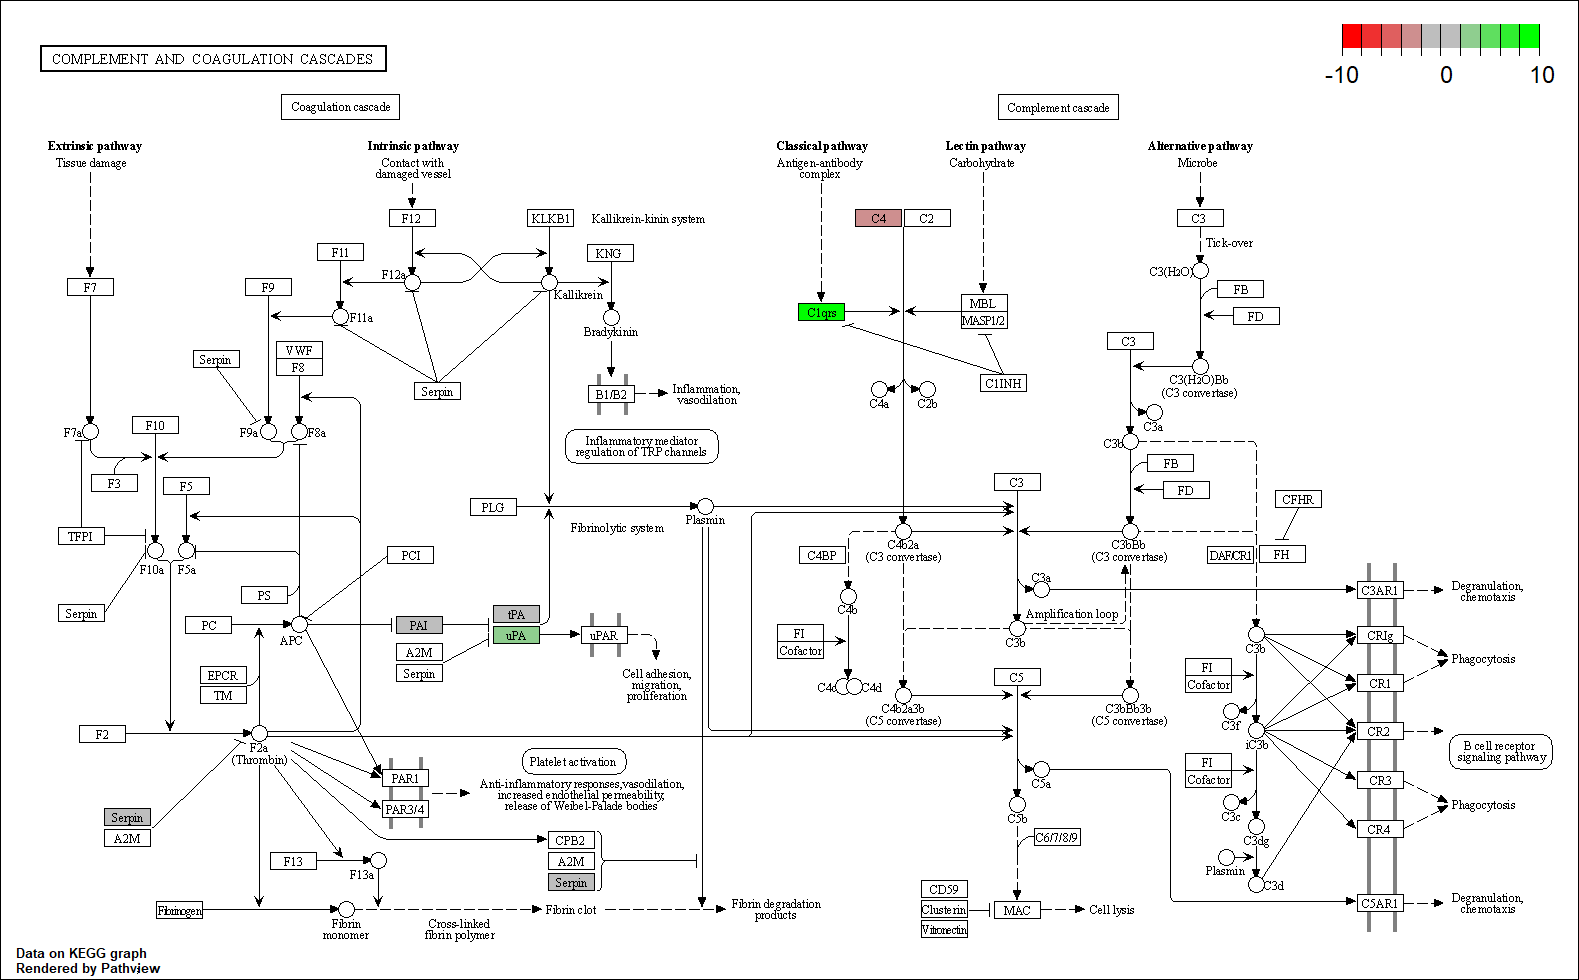 COMPLEMENT AND COAGULATION CASCADES
-10
0
10
Coagulation cascade
Complement cascade
Extrinsic pathway
Tissue damage
Intrinsic pathway
Contact with
damaged vessel
Classical pathway
Antigen-antibody
complex
Lectin pathway
Carbohydrate
Alternative pathway
Microbe
F12
KLKB1
Kallikrein-kinin system
C4
C2
C3
F11
KNG
Tick-over
F12a
C3(H2O)
F7
F9
Kallikrein
FB
MBL
MASP1/2
C1qrs
F11a
FD
Bradykinin
VWF
F8
Serpin
C3
C3(H2O)Bb
(C3 convertase)
Serpin
B1/B2
Inflammation,
vasodilation
C1INH
C4a
C2b
C3a
F7a
F10
F9a
F8a
Inflammatory mediator
regulation of TRP channels
C3b
FB
F3
F5
C3
FD
CFHR
PLG
Plasmin
Fibrinolytic system
TFPI
F10a
F5a
PCI
C4BP
C4b2a
(C3 convertase)
C3bBb
(C3 convertase)
DAF/CR1
FH
C3a
C3AR1
Degranulation,
chemotaxis
PS
Serpin
C4b
Amplification loop
PC
APC
PAI
tPA
uPA
uPAR
A2M
Serpin
FI
Cofactor
C3b
C3b
CRIg
Phagocytosis
EPCR
TM
Cell adhesion,
migration,
proliferation
C4c
C4d
C5
FI
Cofactor
CR1
C4b2a3b
(C5 convertase)
C3bBb3b
(C5 convertase)
C3f
F2
F2a
(Thrombin)
iC3b
CR2
B cell receptor
signaling pathway
Platelet activation
PAR1
PAR3/4
Anti-inflammatory responses,vasodilation,
increased endothelial permeability,
release of Weibel-Palade bodies
C5a
FI
Cofactor
CR3
C5b
C3c
Phagocytosis
Serpin
A2M
C6/7/8/9
C3dg
CR4
CPB2
A2M
Serpin
F13
F13a
Plasmin
C3d
CD59
Clusterin
Vitronectin
MAC
Cell lysis
C5AR1
Degranulation,
chemotaxis
Fibrinogen
Fibrin
monomer
Cross-linked
fibrin polymer
Fibrin clot
Fibrin degradation
products
Data on KEGG graph
Rendered by Pathview